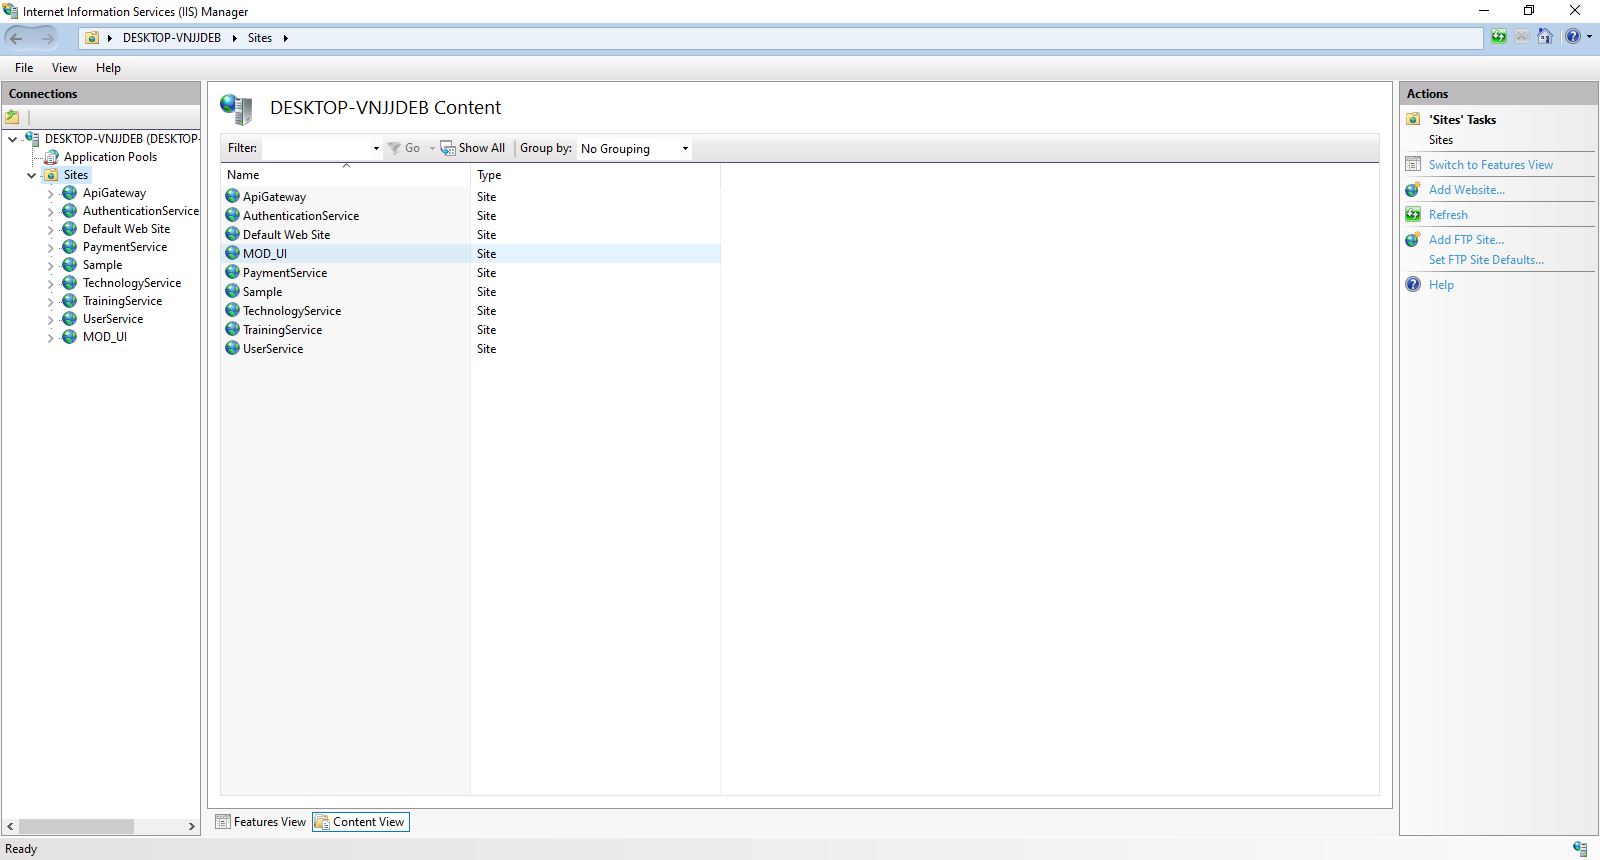 Internet Information Services (IIS) Manager
DESKTOP-VNJJDEB Sites
File View Help
Connections
DESKTOP-VNJJDEB (DESKTOP-
Application Pools
Sites
ApiGateway
AuthenticationService
Default Web Site
PaymentService
Sample
TechnologyService
TrainingService
UserService
MOD_UI
DESKTOP-VNJJDEB Content
Filter: Go Show All Group by: No Grouping
Name Type
ApiGateway Site
AuthenticationService Site
Default Web Site Site
MOD_UI Site
PaymentService Site
Sample Site
TechnologyService Site
TrainingService Site
UserService Site
Features View Content View
Actions
'Sites' Tasks
Sites
Switch to Features View
Add Website...
Refresh
Add FTP Site...
Set FTP Site Defaults...
Help
Ready